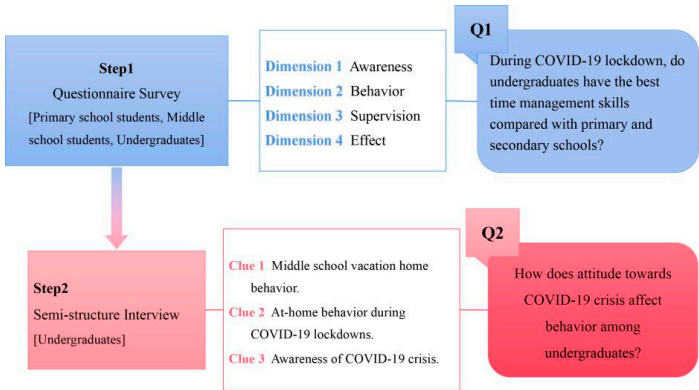 Step1
Questionnaire Survey
[Primary school students, Middle
school students, Undergraduates]
Dimension 1 Awareness
Dimension 2 Behavior
Dimension 3 Supervision
Dimension 4 Effect
Q1
During COVID-19 lockdown, do
undergraduates have the best
time management skills
compared with primary and
secondary schools?
Step2
Semi-structure Interview
[Undergraduates]
Clue 1 Middle school vacation home
behavior.
Clue 2 At-home behavior during
COVID-19 lockdowns.
Clue 3 Awareness of COVID-19 crisis.
Q2
How does attitude towards
COVID-19 crisis affect
behavior among
undergraduates?